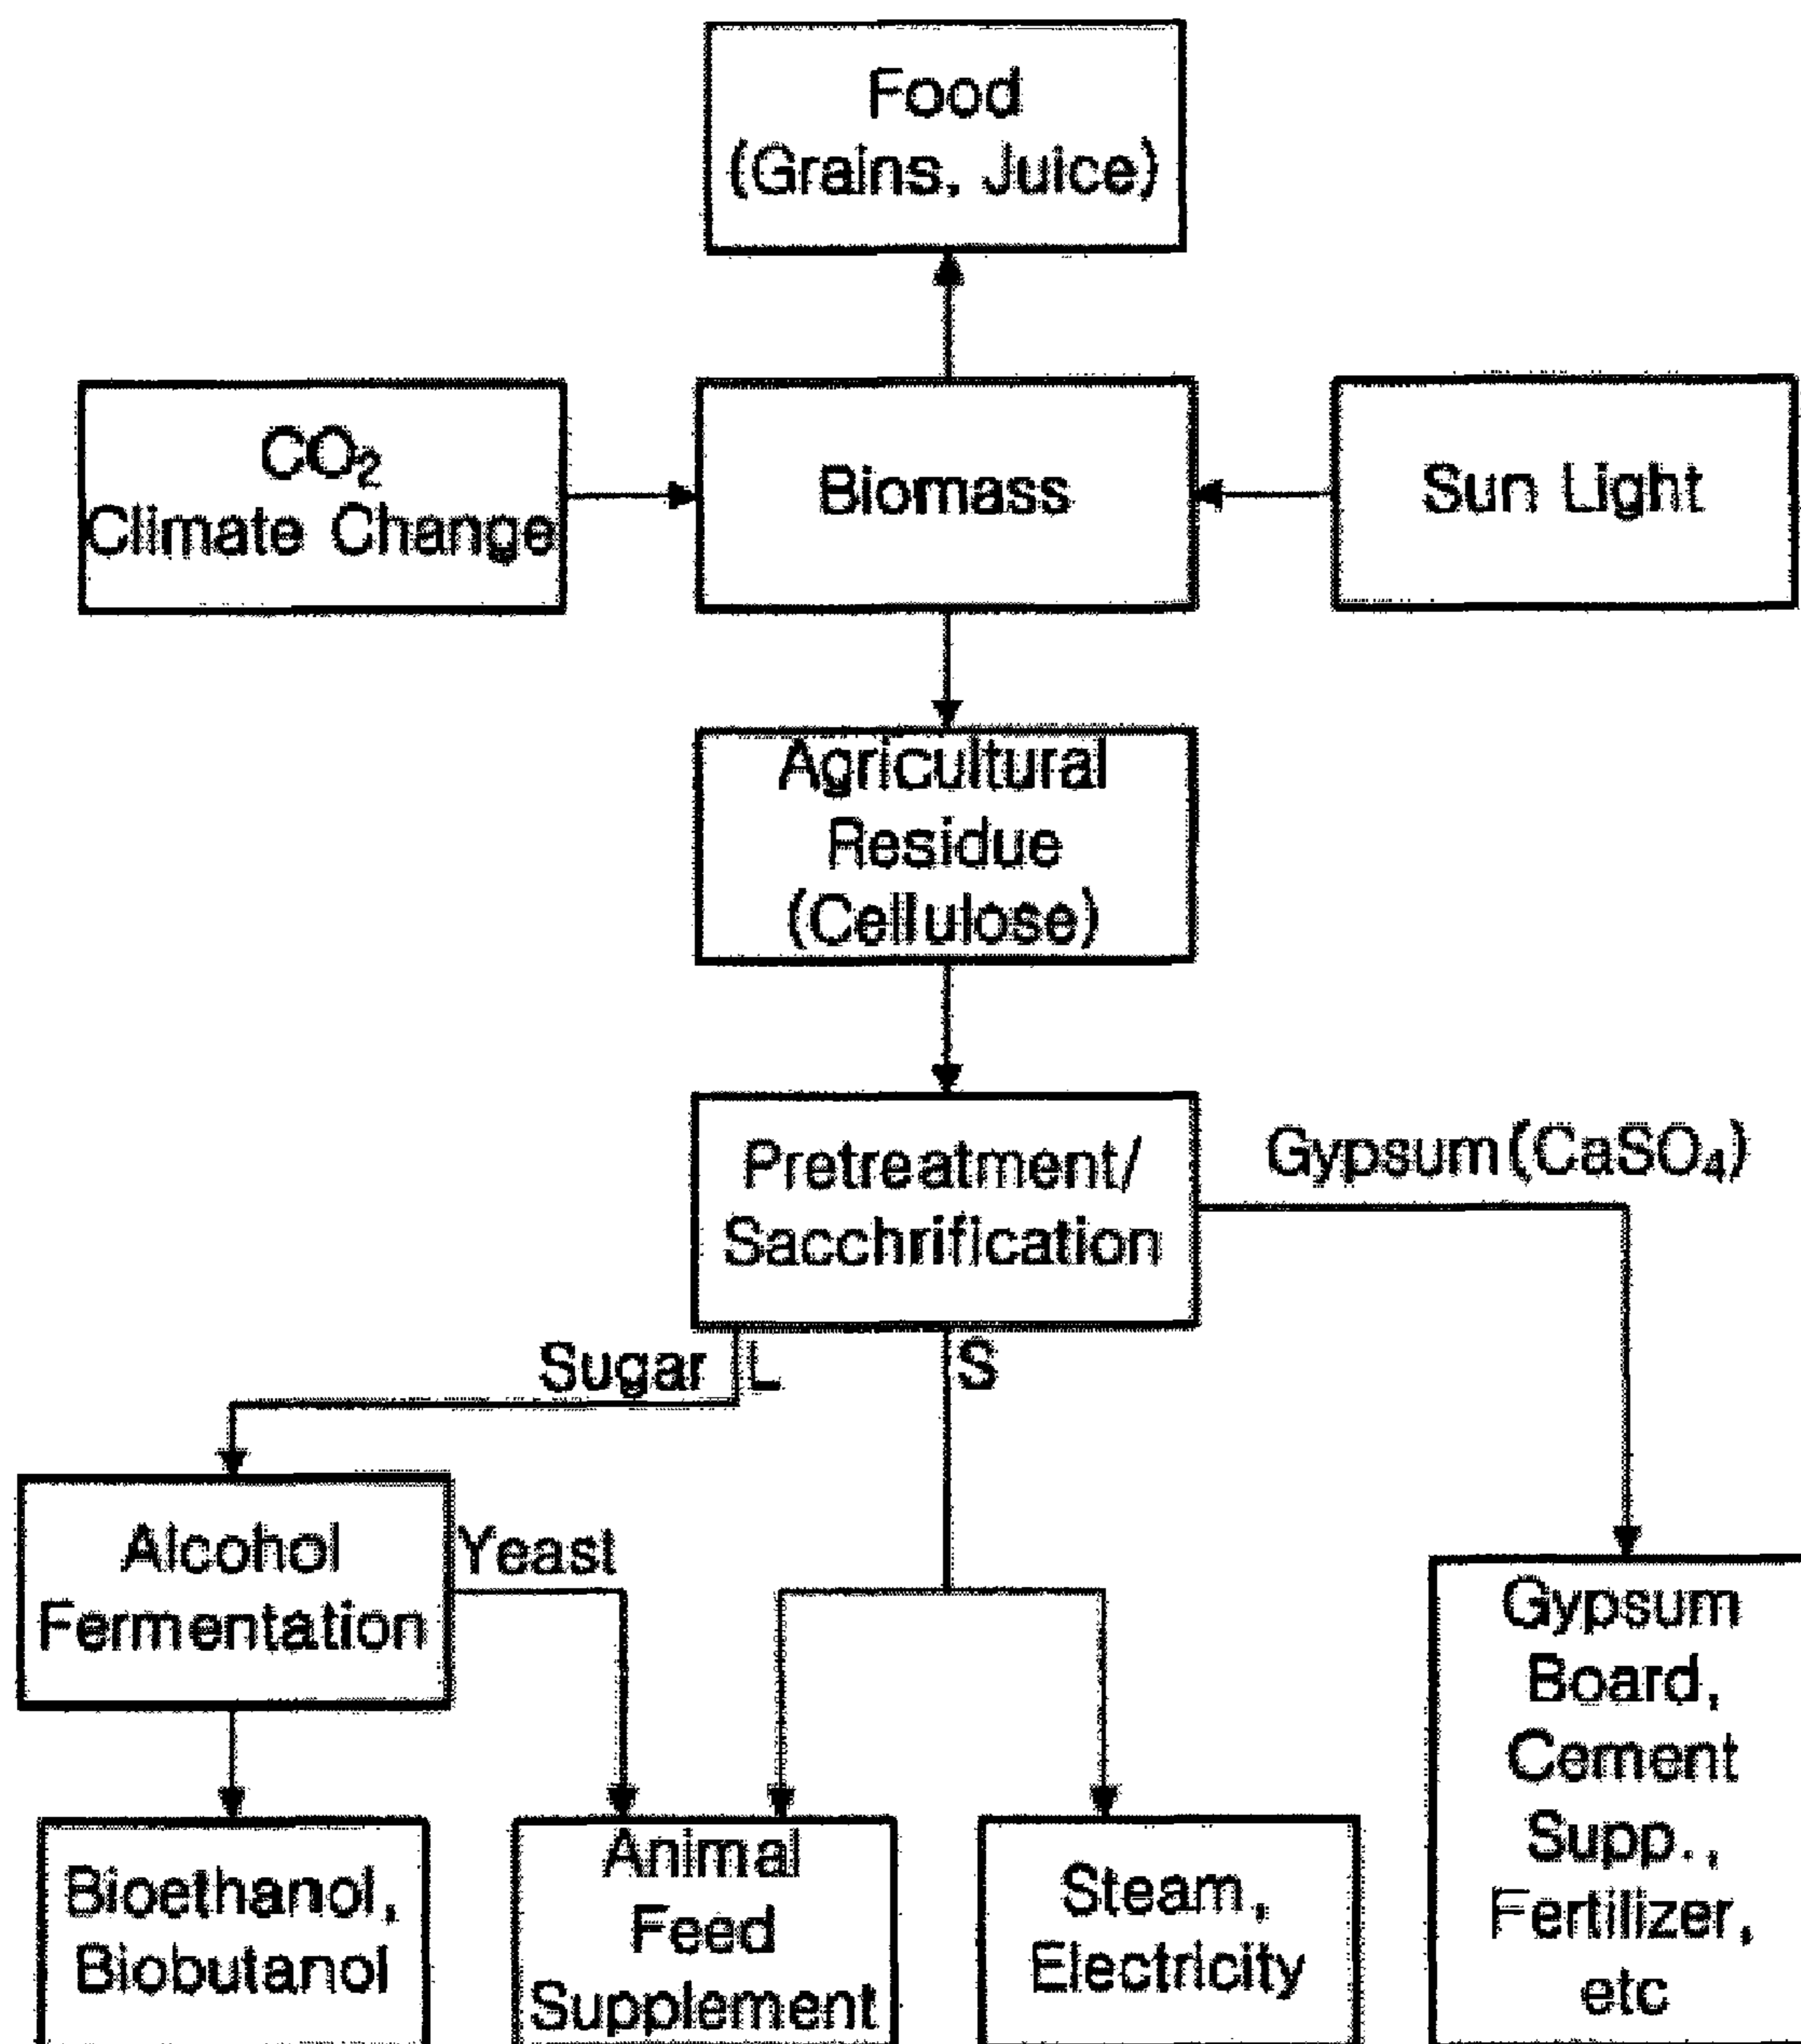 Food
(Grains, Juice)
CO₂
Climate Change
Biomass
Sun Light
Agricultural
Residue
(Cellulose)
Pretreatment/
Sacchrification
Gypsum(CaSO₄)
Sugar L
S
Alcohol
Fermentation
Yeast
Bioethanol,
Biobutanol
Animal
Feed
Supplement
Steam,
Electricity
Gypsum
Board,
Cement
Supp.,
Fertilizer,
etc